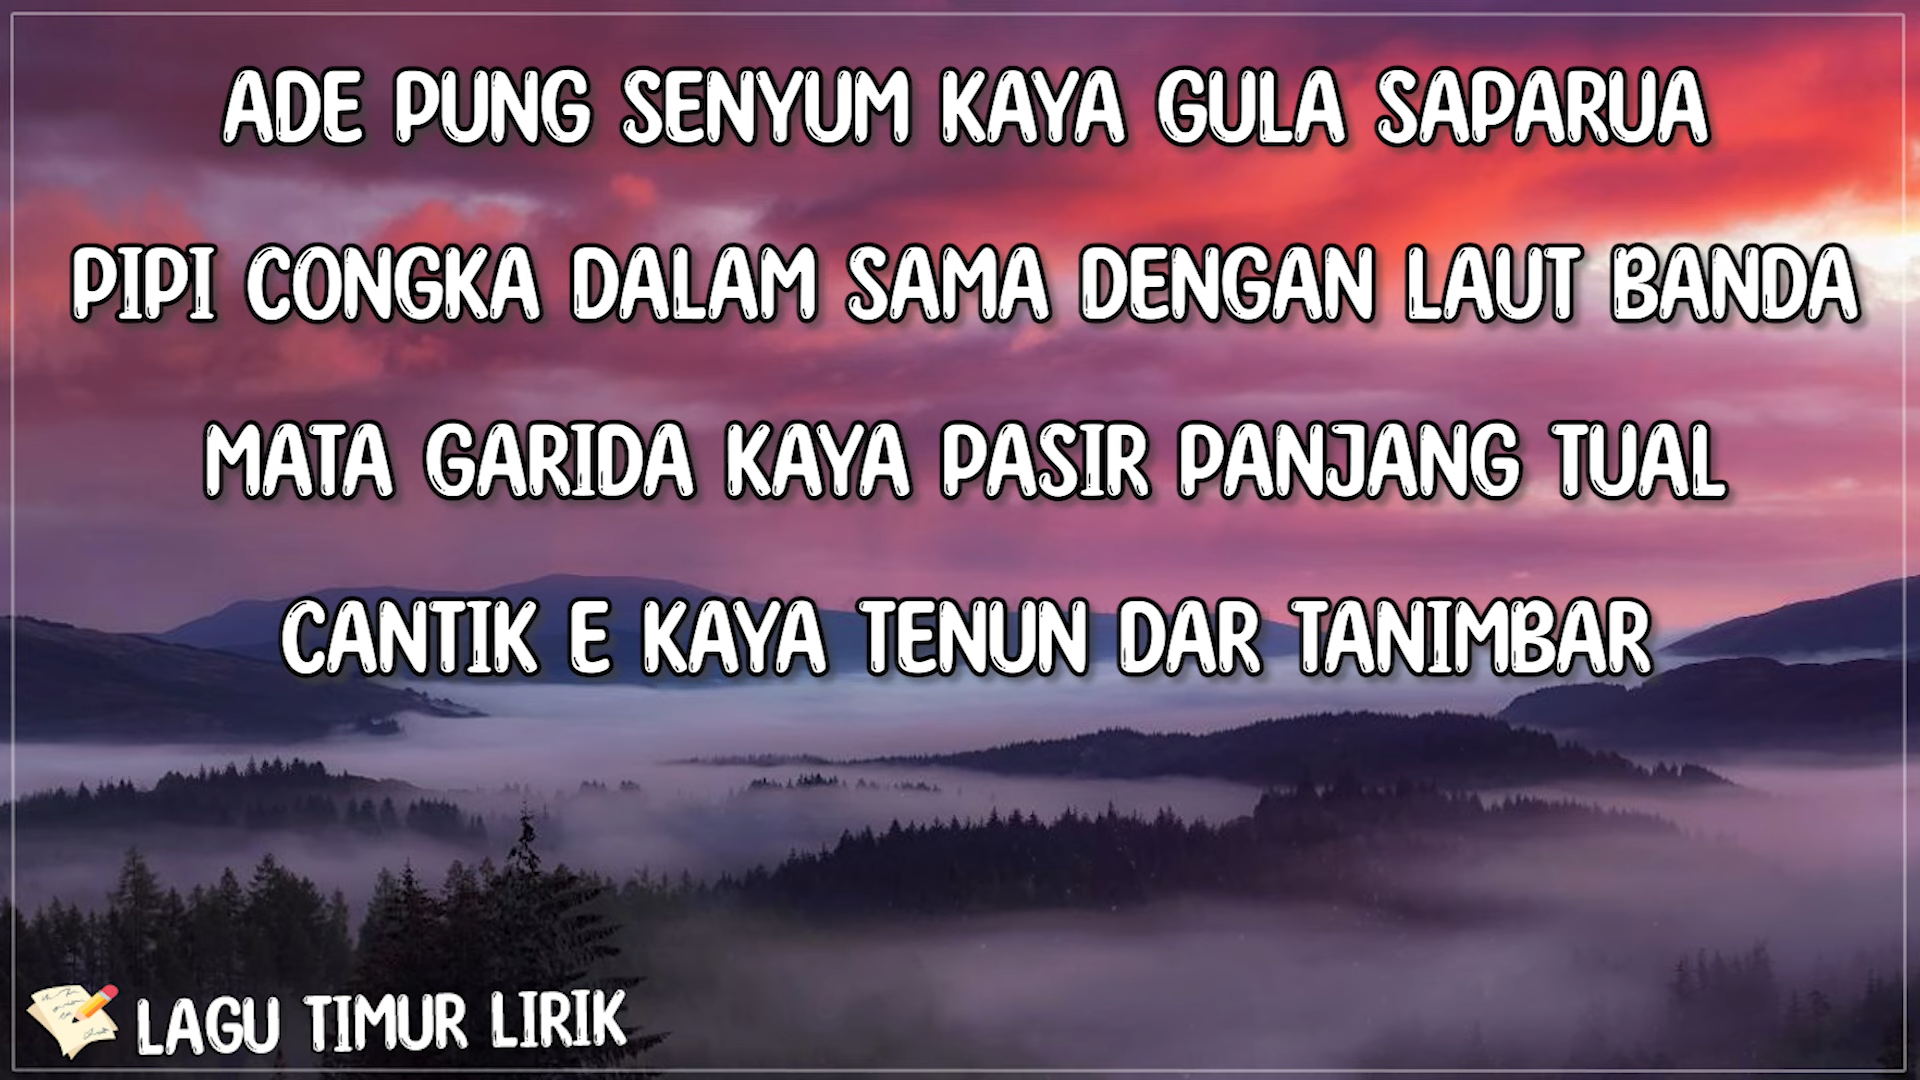 ADE PUNG SENYUM KAYA GULA SAPARUA
PIPI CONGKA DALAM SAMA DENGAN LAUT BANDA
MATA GARIDA KAYA PASIR PANJANG TUAL
CANTIK E KAYA TENUN DAR TANIMBAR
LAGU TIMUR LIRIK